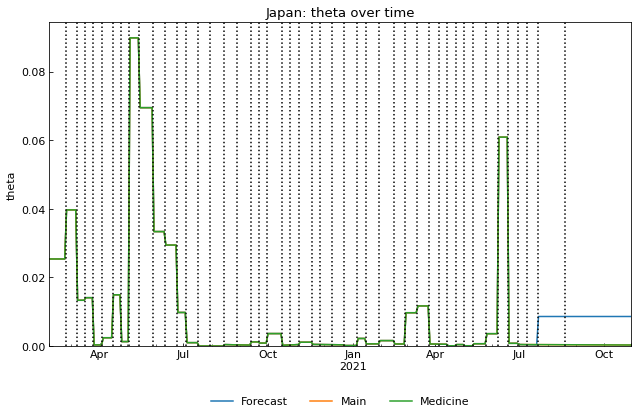 Japan: theta over time
theta
0.08
0.06
0.04
0.02
0.00
Apr Jul Oct Jan Apr Jul Oct
2021
Forecast Main Medicine